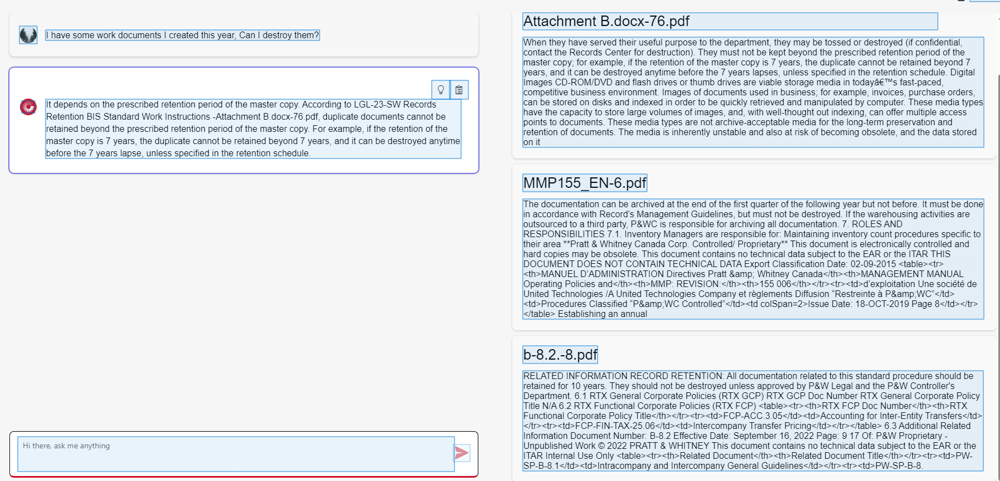 I have some work documents I created this year, Can I destroy them?
It depends on the prescribed retention period of the master copy. According to LGL-23-SW Records
Retention BIS Standard Work Instructions -Attachment B.docx-76.pdf, duplicate documents cannot be
retained beyond the prescribed retention period of the master copy. For example, if the retention of the
master copy is 7 years, the duplicate cannot be retained beyond 7 years, and it can be destroyed anytime
before the 7 years lapse, unless specified in the retention schedule.
Hi there, ask me anything
Attachment B.docx-76.pdf
When they have served their useful purpose to the department, they may be tossed or destroyed (if confidential,
contact the Records Center for destruction). They must not be kept beyond the prescribed retention period of the
master copy; for example, if the retention of the master copy is 7 years, the duplicate cannot be retained beyond 7
years, and it can be destroyed anytime before the 7 years lapses, unless specified in the retention schedule. Digital
Images CD-ROM/DVD and flash drives or thumb drives are viable storage media in todayâ€™s fast-paced,
competitive business environment. Images of documents used in business; for example, invoices, purchase orders,
can be stored on disks and indexed in order to be quickly retrieved and manipulated by computer. These media types
have the capacity to store large volumes of images, and, with well-thought out indexing, can offer multiple access
points to documents. These media types are not archive-acceptable media for the long-term preservation and
retention of documents. The media is inherently unstable and also at risk of becoming obsolete, and the data stored
on it
MMP155_EN-6.pdf
The documentation can be archived at the end of the first quarter of the following year but not before. It must be done
in accordance with Record’s Management Guidelines, but must not be destroyed. If the warehousing activities are
outsourced to a third party, P&WC is responsible for archiving all documentation. 7. ROLES AND
RESPONSIBILITIES 7.1. Inventory Managers are responsible for: Maintaining inventory count procedures specific to
their area **Pratt & Whitney Canada Corp. Controlled/ Proprietary** This document is electronically controlled and
hard copies may be obsolete. This document contains no technical data subject to the EAR or the ITAR THIS
DOCUMENT DOES NOT CONTAIN TECHNICAL DATA Export Classification Date: 02-09-2015 <table><tr>
<th>MANUEL D’ADMINISTRATION Directives Pratt &amp; Whitney Canada</th><th>MANAGEMENT MANUAL
Operating Policies and</th><th>MMP: REVISION:</th><th>155 006</th></tr><tr><td>d’exploitation Une société de
United Technologies /A United Technologies Company et règlements Diffusion “Restreinte à P&amp;WC”</td>
<td>Procedures Classified “P&amp;WC Controlled”</td><td colSpan=2>Issue Date: 18-OCT-2019 Page 8</td></tr>
</table> Establishing an annual
b-8.2.-8.pdf
RELATED INFORMATION RECORD RETENTION: All documentation related to this standard procedure should be
retained for 10 years. They should not be destroyed unless approved by P&W Legal and the P&W Controller's
Department. 6.1 RTX General Corporate Policies (RTX GCP) RTX GCP Doc Number RTX General Corporate Policy
Title N/A 6.2 RTX Functional Corporate Policies (RTX FCP) <table><tr><th>RTX FCP Doc Number</th><th>RTX
Functional Corporate Policy Title</th></tr><tr><td>FCP-ACC.3.05</td><td>Accounting for Inter-Entity Transfers</td>
</tr><tr><td>FCP-FIN-TAX-25.06</td><td>Intercompany Transfer Pricing</td></tr></table> 6.3 Additional Related
Information Document Number: B-8.2 Effective Date: September 16, 2022 Page: 9 17 Of: P&W Proprietary -
Unpublished Work © 2022 PRATT & WHITNEY This document contains no technical data subject to the EAR or the
ITAR Internal Use Only <table><tr><th>Related Document</th><th>Related Document Title</th></tr><tr><td>PW-
SP-B-8.1</td><td>Intracompany and Intercompany General Guidelines</td></tr><tr><td>PW-SP-B-8.